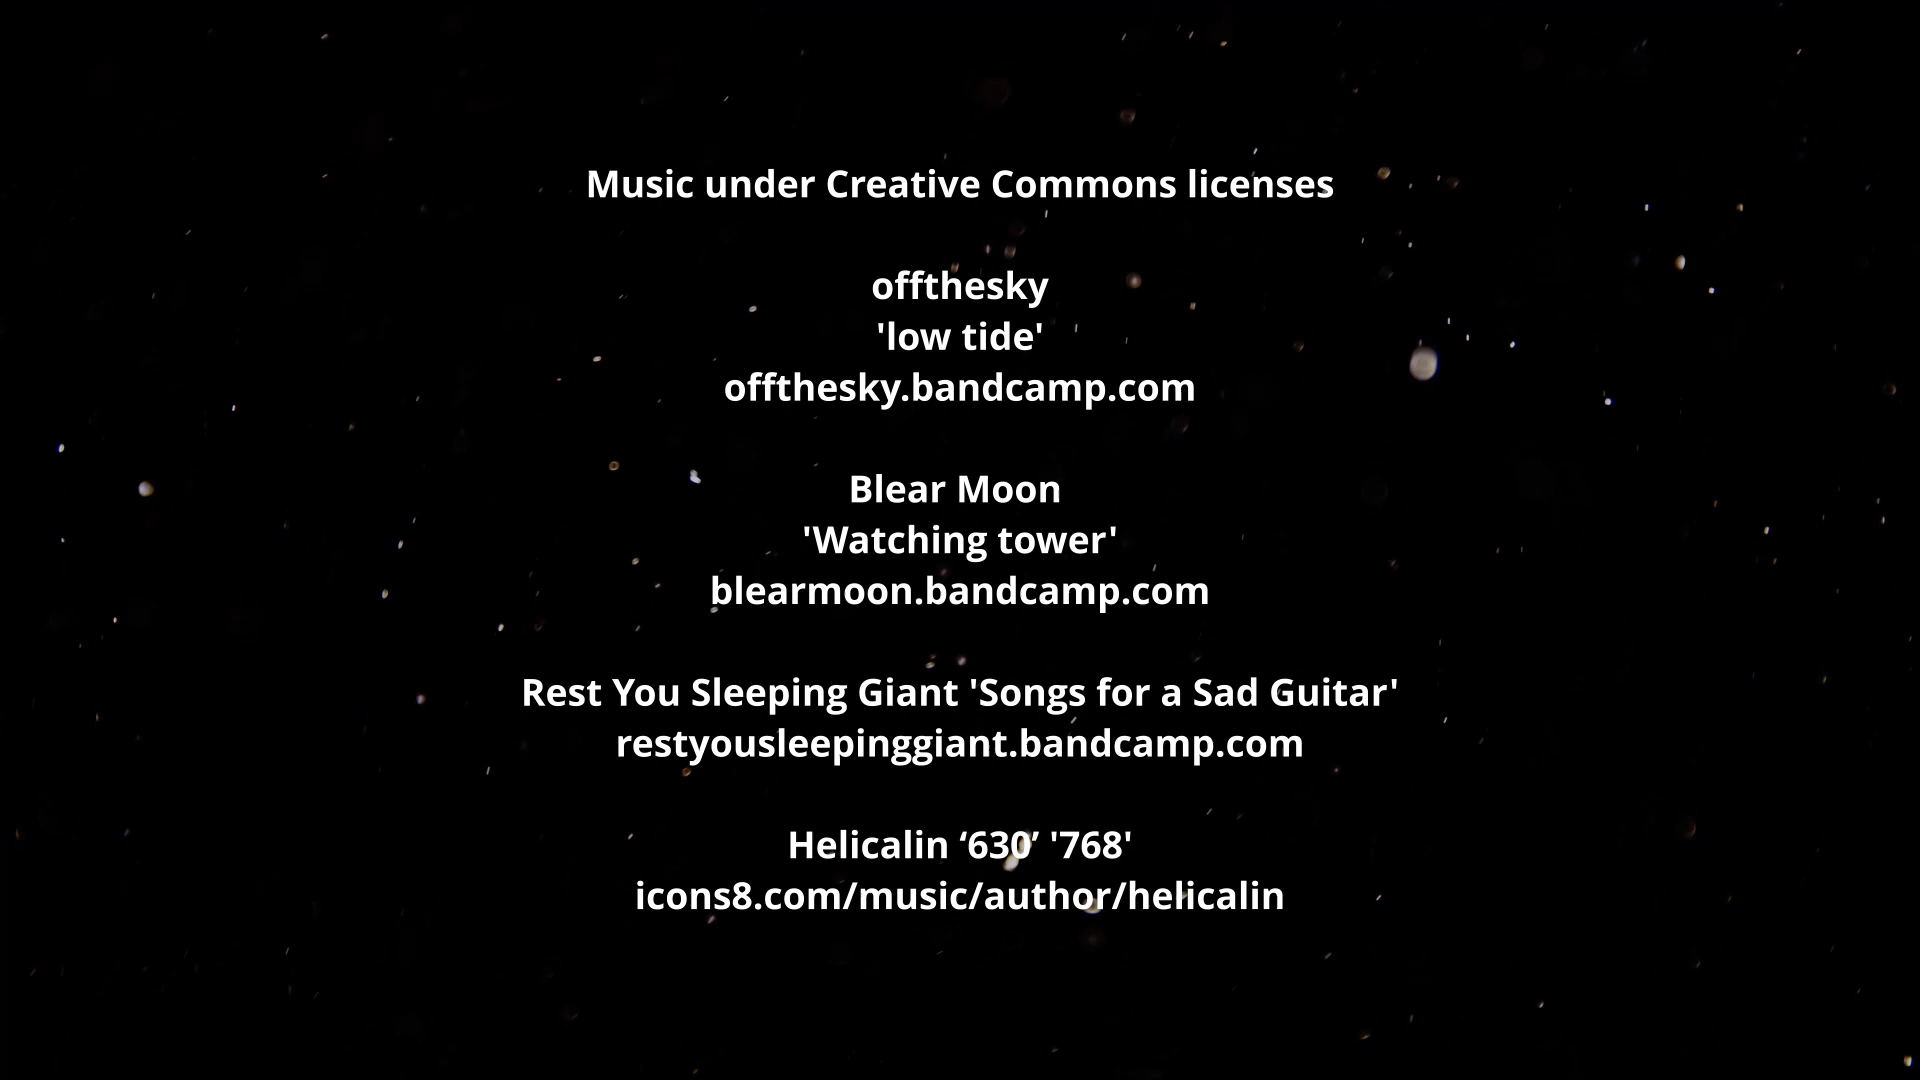 Music under Creative Commons licenses
offthesky
'low tide'
offthesky.bandcamp.com
Blear Moon
'Watching tower'
blearmoon.bandcamp.com
Rest You Sleeping Giant 'Songs for a Sad Guitar'
restyousleepinggiant.bandcamp.com
Helicalin ‘630’ '768'
icons8.com/music/author/helicalin